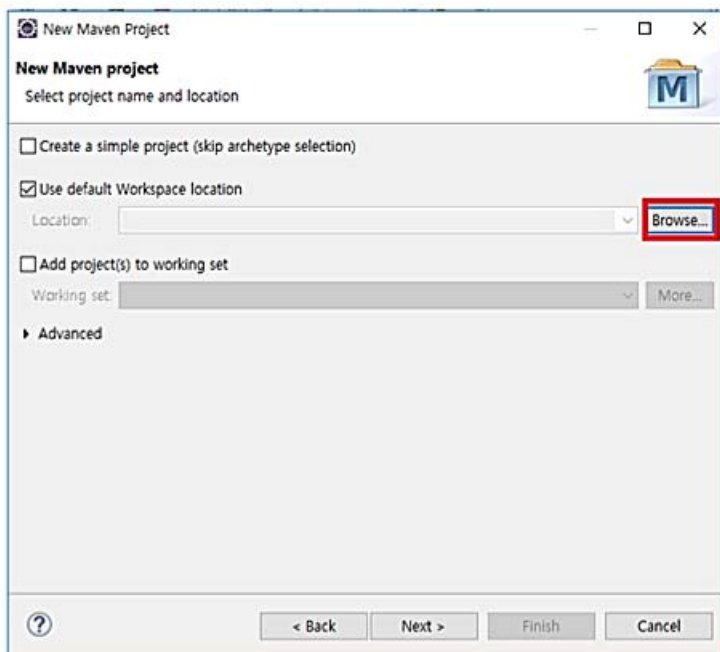 New Maven Project
New Maven project
Select project name and location
M
Create a simple project (skip archetype selection)
Use default Workspace location
Location:
Browse...
Add project(s) to working set
Working set:
More...
Advanced
?
< Back
Next >
Finish
Cancel